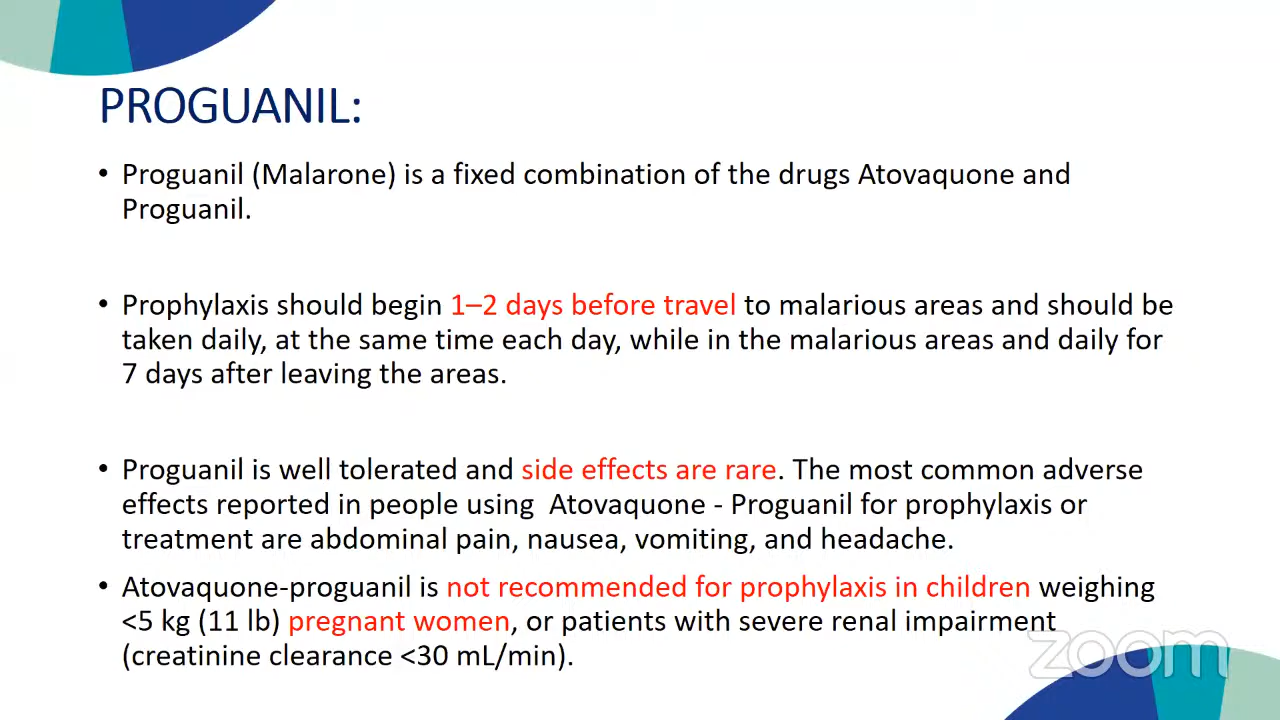 PROGUANIL:
• Proguanil (Malarone) is a fixed combination of the drugs Atovaquone and
Proguanil.
• Prophylaxis should begin 1–2 days before travel to malarious areas and should be
taken daily, at the same time each day, while in the malarious areas and daily for
7 days after leaving the areas.
• Proguanil is well tolerated and side effects are rare. The most common adverse
effects reported in people using  Atovaquone - Proguanil for prophylaxis or
treatment are abdominal pain, nausea, vomiting, and headache.
• Atovaquone-proguanil is not recommended for prophylaxis in children weighing
<5 kg (11 lb) pregnant women, or patients with severe renal impairment
(creatinine clearance <30 mL/min).
zoom